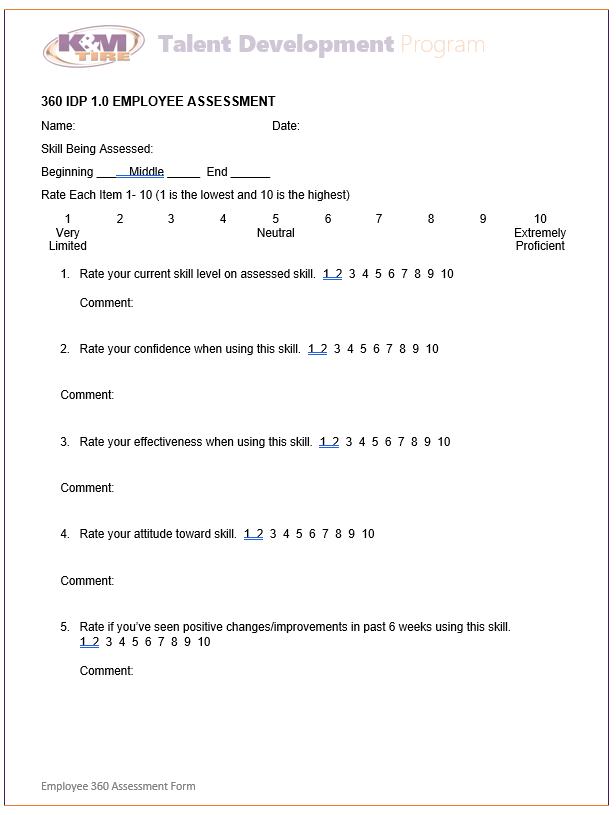 K&M TIRE Talent Development Program
360 IDP 1.0 EMPLOYEE ASSESSMENT
Name: Date:
Skill Being Assessed:
Beginning ___ __Middle _____ End ______
Rate Each Item 1- 10 (1 is the lowest and 10 is the highest)
1 2 3 4 5 6 7 8 9 10
Very Limited Neutral Extremely Proficient
1. Rate your current skill level on assessed skill. 1 2 3 4 5 6 7 8 9 10
Comment:
2. Rate your confidence when using this skill. 1 2 3 4 5 6 7 8 9 10
Comment:
3. Rate your effectiveness when using this skill. 1 2 3 4 5 6 7 8 9 10
Comment:
4. Rate your attitude toward skill. 1 2 3 4 5 6 7 8 9 10
Comment:
5. Rate if you’ve seen positive changes/improvements in past 6 weeks using this skill.
1 2 3 4 5 6 7 8 9 10
Comment:
Employee 360 Assessment Form